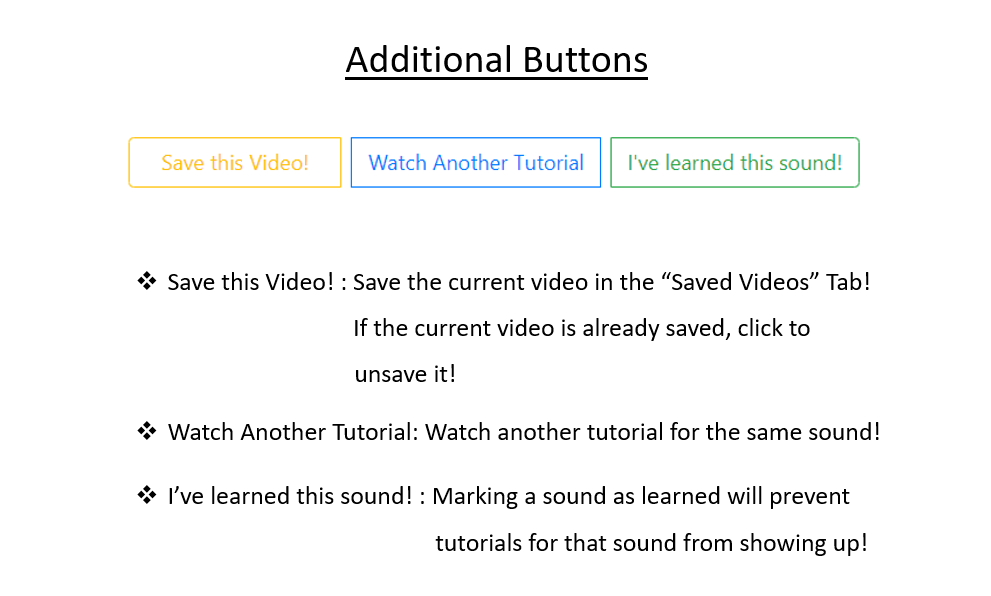 Additional Buttons
Save this Video! Watch Another Tutorial I've learned this sound!
❖ Save this Video! : Save the current video in the “Saved Videos” Tab!
If the current video is already saved, click to
unsave it!
❖ Watch Another Tutorial: Watch another tutorial for the same sound!
❖ I’ve learned this sound! : Marking a sound as learned will prevent
tutorials for that sound from showing up!